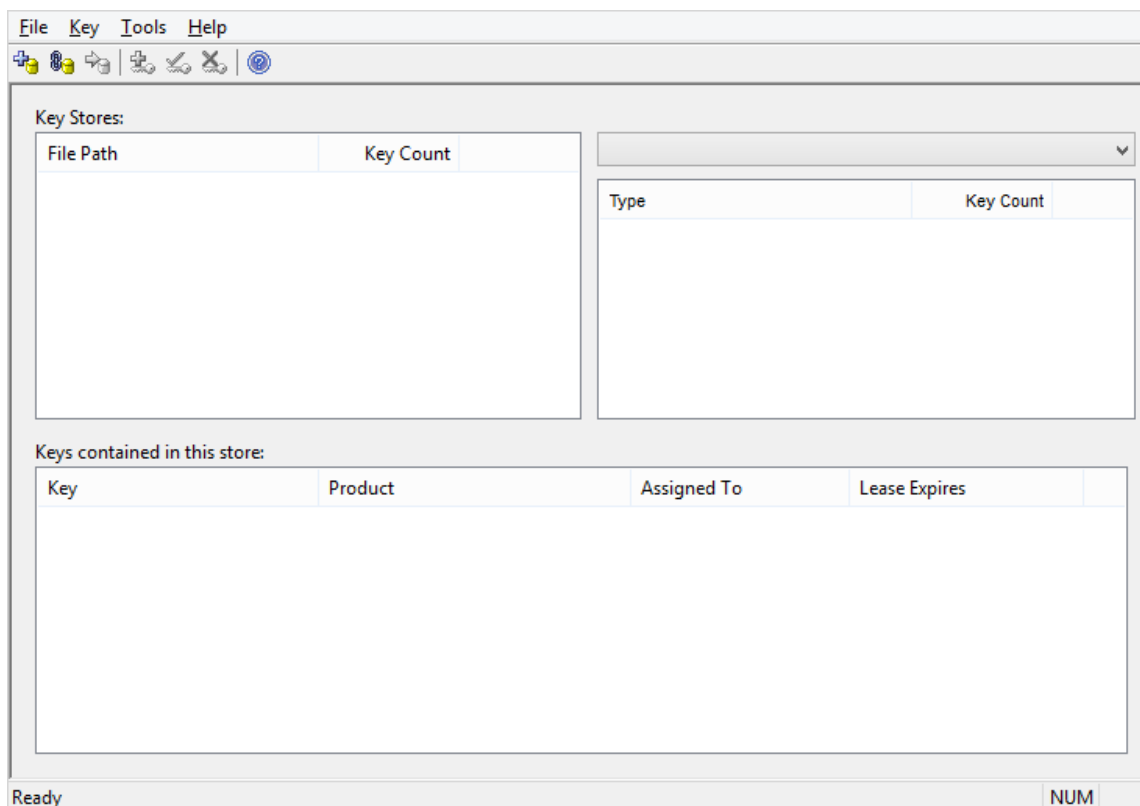 File Key Tools Help
Key Stores:
File Path Key Count
Type Key Count
Keys contained in this store:
Key Product Assigned To Lease Expires
Ready NUM